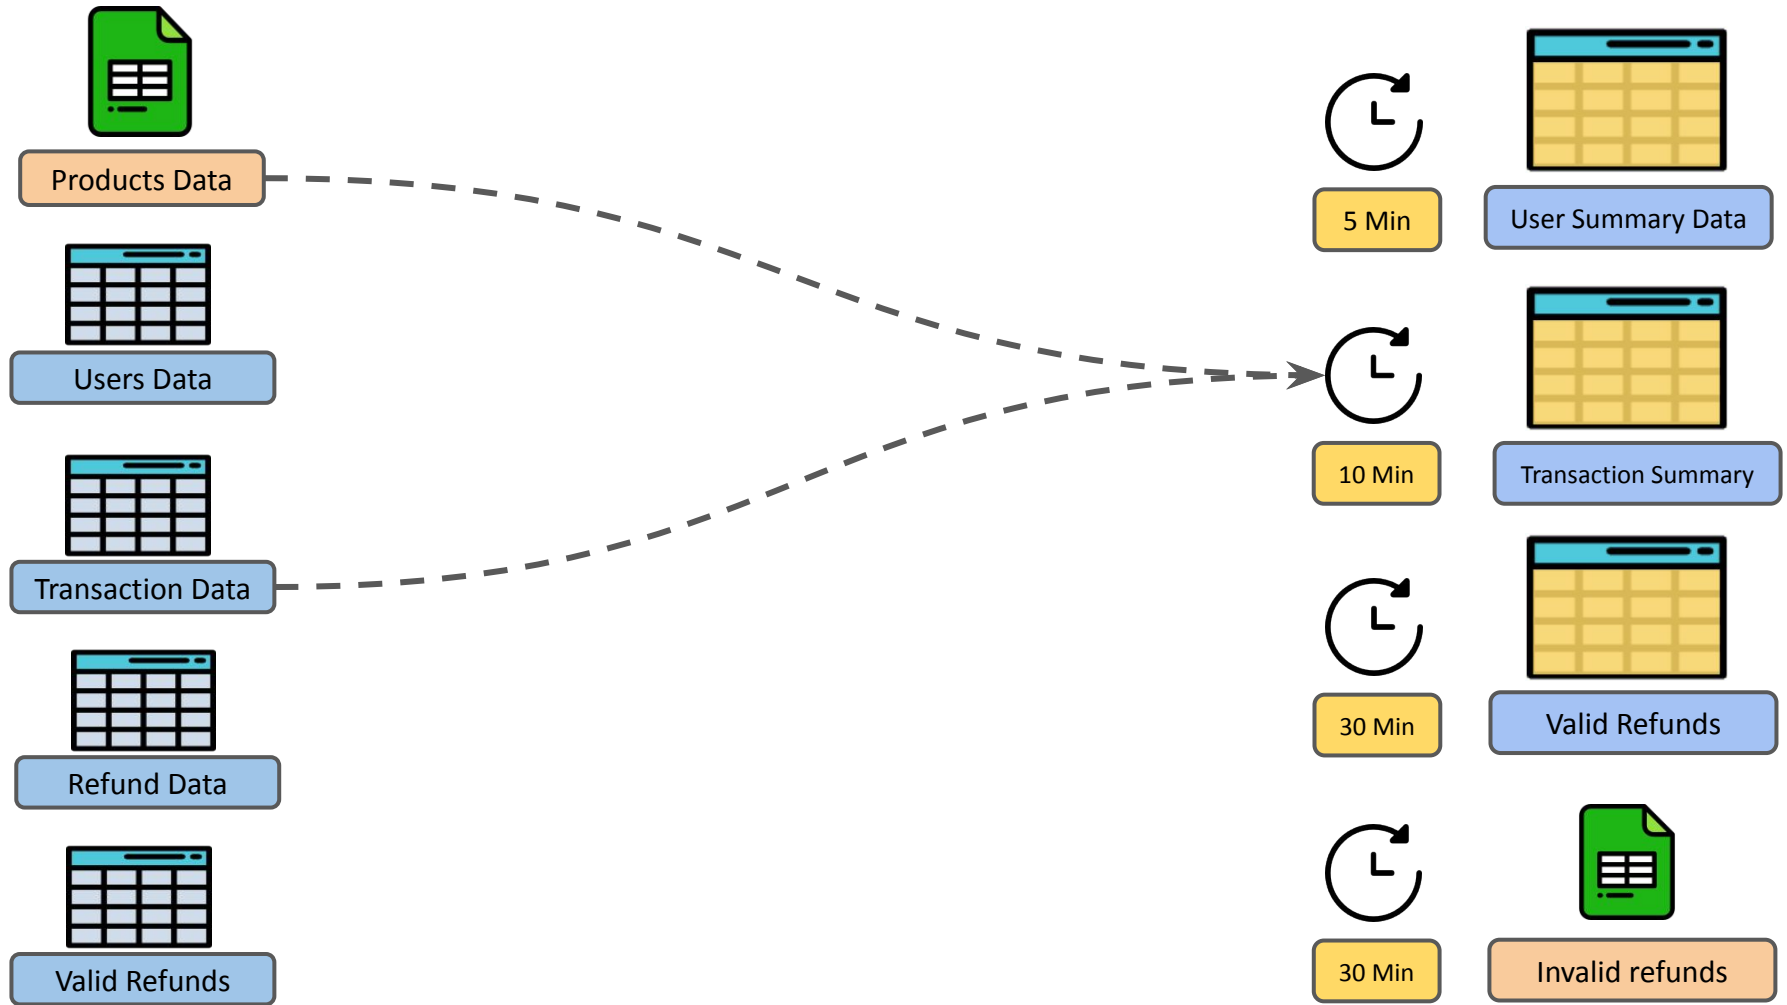 Products Data
Users Data
Transaction Data
Refund Data
Valid Refunds
5 Min
User Summary Data
10 Min
Transaction Summary
30 Min
Valid Refunds
30 Min
Invalid refunds